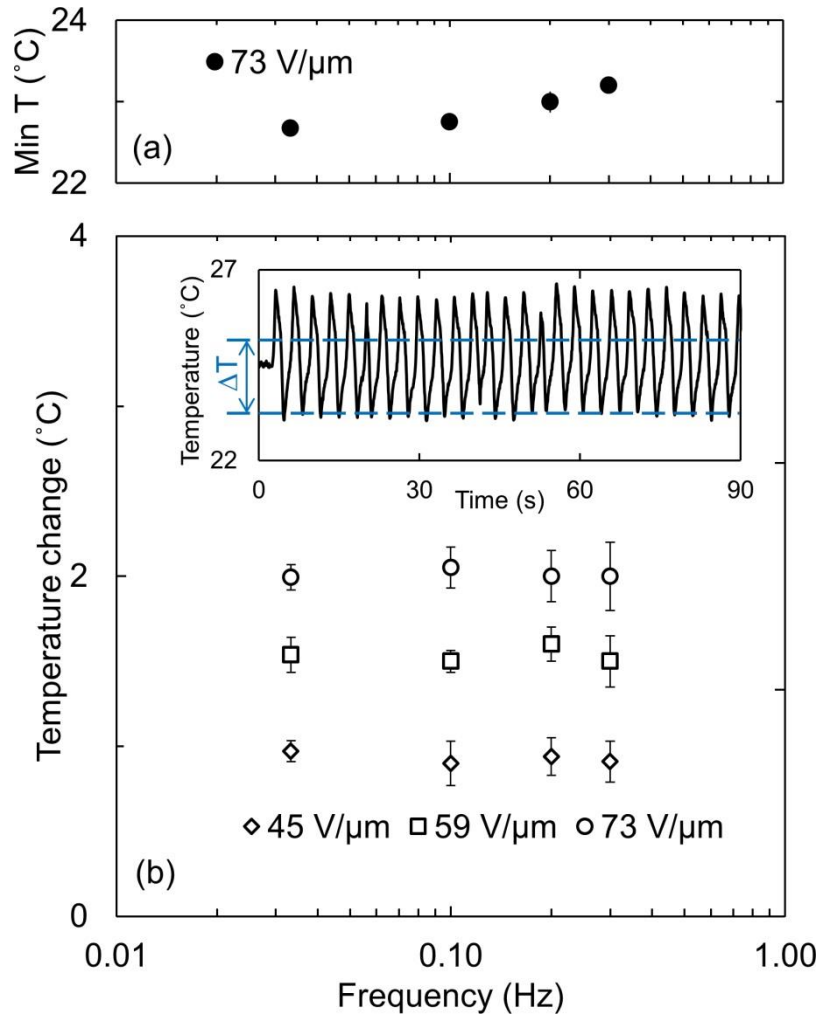 24
73 V/μm
Min T (˚C)
(a)
22
4
27
Temperature (˚C)
ΔT
22
0
30
60
90
Time (s)
2
Temperature change (˚C)
45 V/μm
59 V/μm
73 V/μm
(b)
0
0.01
0.10
1.00
Frequency (Hz)